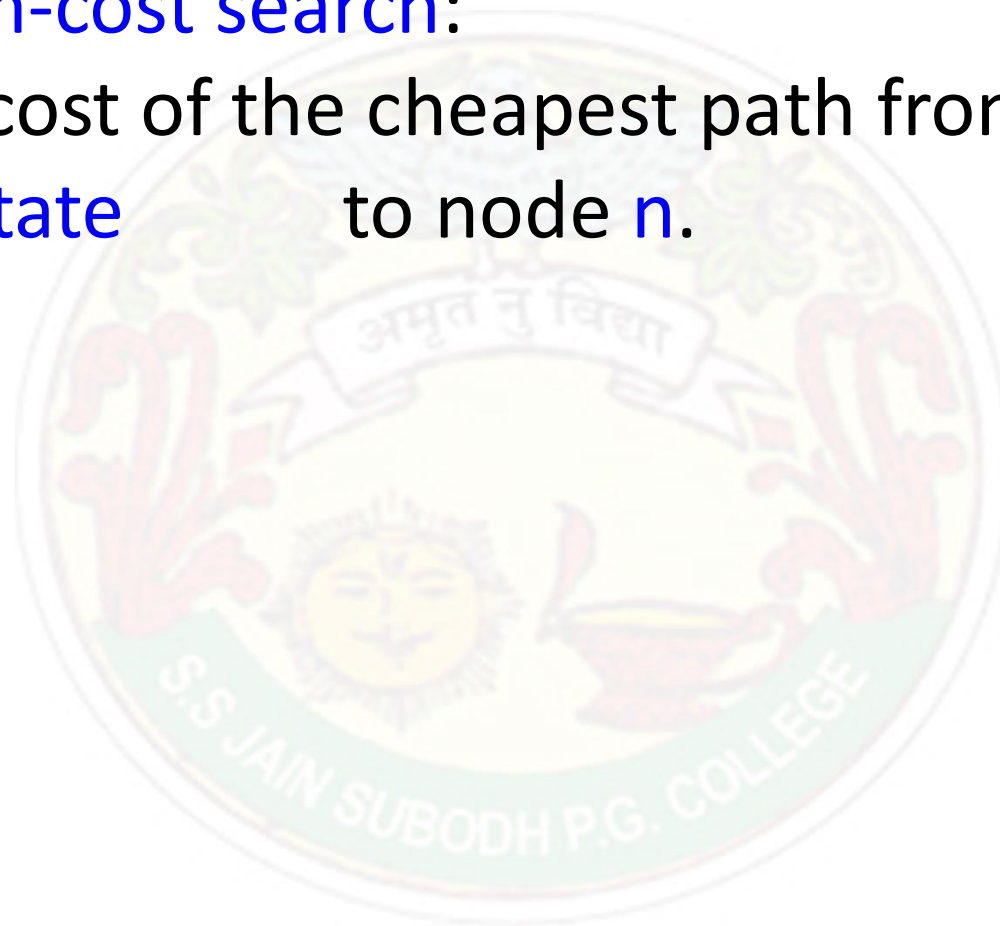 n-cost search:
cost of the cheapest path from
tate to node n.
अमृतं नु विद्या
S.S JAIN SUBODH P.G. COLLEGE